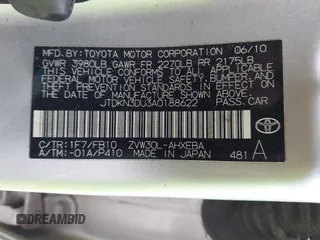 MFD. BY: TOYOTA MOTOR CORPORATION 06/10
GVWR 3980LB GAWR FR 2270LB RR 2175LB
THIS VEHICLE CONFORMS TO ALL APPLICABLE
FEDERAL MOTOR VEHICLE SAFETY, BUMPER, AND
THEFT PREVENTION STANDARDS IN EFFECT ON
THE DATE OF MANUFACTURE SHOWN ABOVE.
JTDKN3DU3A0188622 PASS. CAR
TOYOTA
C/TR:1F7/FB10 ZVW30L-AHXEBA
A/TM:-01A/P410 MADE IN JAPAN 481 A
DREAMBID